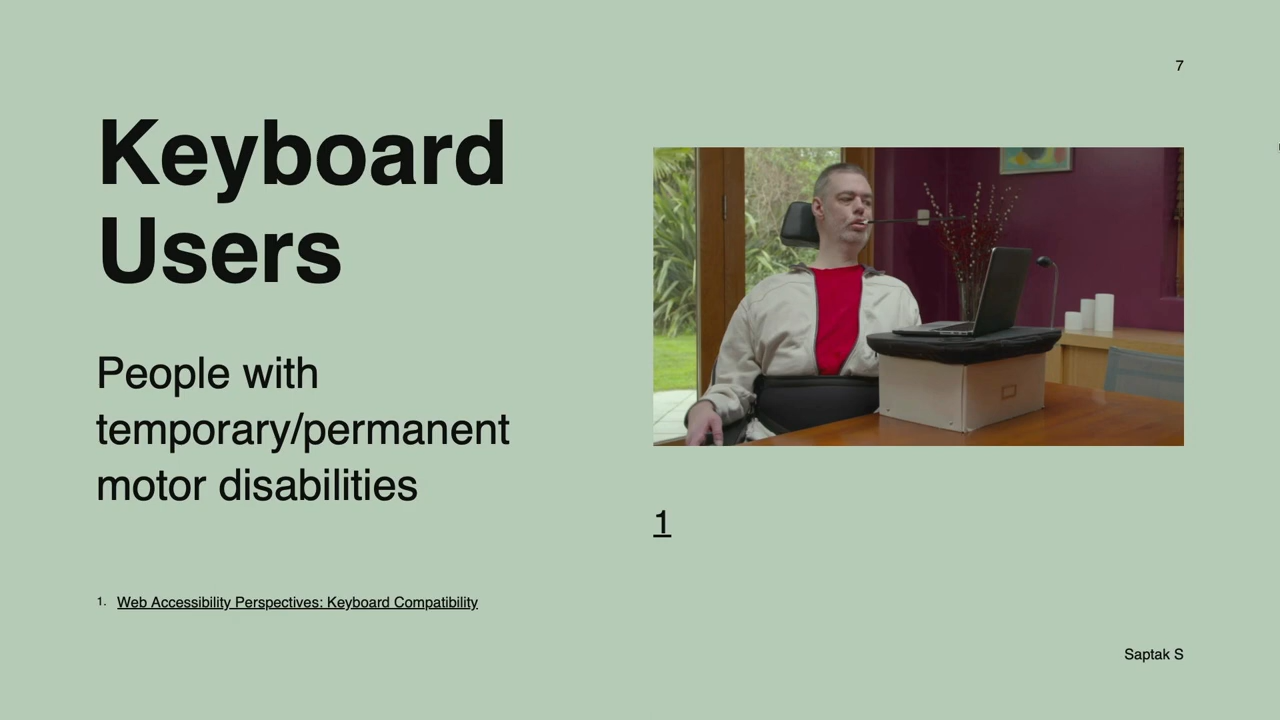 7
Keyboard
Users
People with
temporary/permanent
motor disabilities
1
1. Web Accessibility Perspectives: Keyboard Compatibility
Saptak S